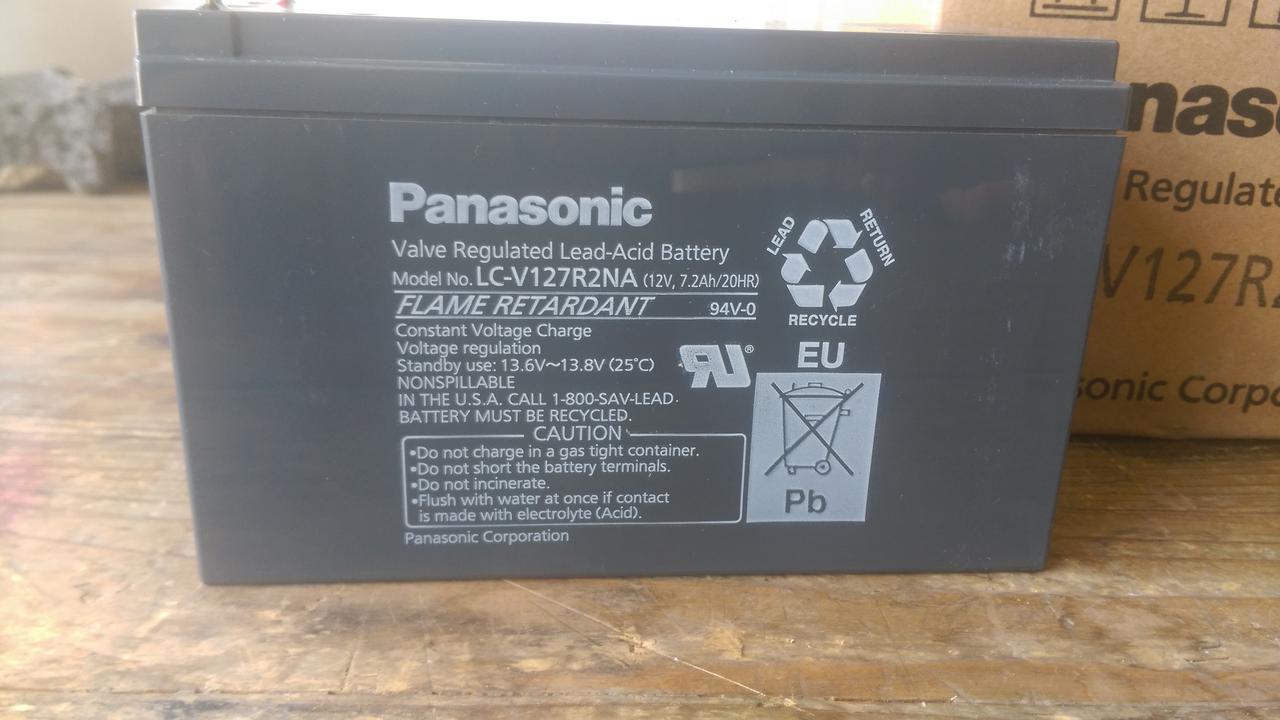 Panasonic
Valve Regulated Lead-Acid Battery
Model No. LC-V127R2NA (12V, 7.2Ah/20HR)
FLAME RETARDANT 94V-0
Constant Voltage Charge
Voltage regulation
Standby use: 13.6V～13.8V (25°C)
NONSPILLABLE
IN THE U.S.A. CALL 1-800-SAV-LEAD.
BATTERY MUST BE RECYCLED.
CAUTION
•Do not charge in a gas tight container.
•Do not short the battery terminals.
•Do not incinerate.
•Flush with water at once if contact
is made with electrolyte (Acid).
Panasonic Corporation
LEAD
RETURN
RECYCLE
EU
Pb
®
nas
Regulat
V127R
sonic Corpo